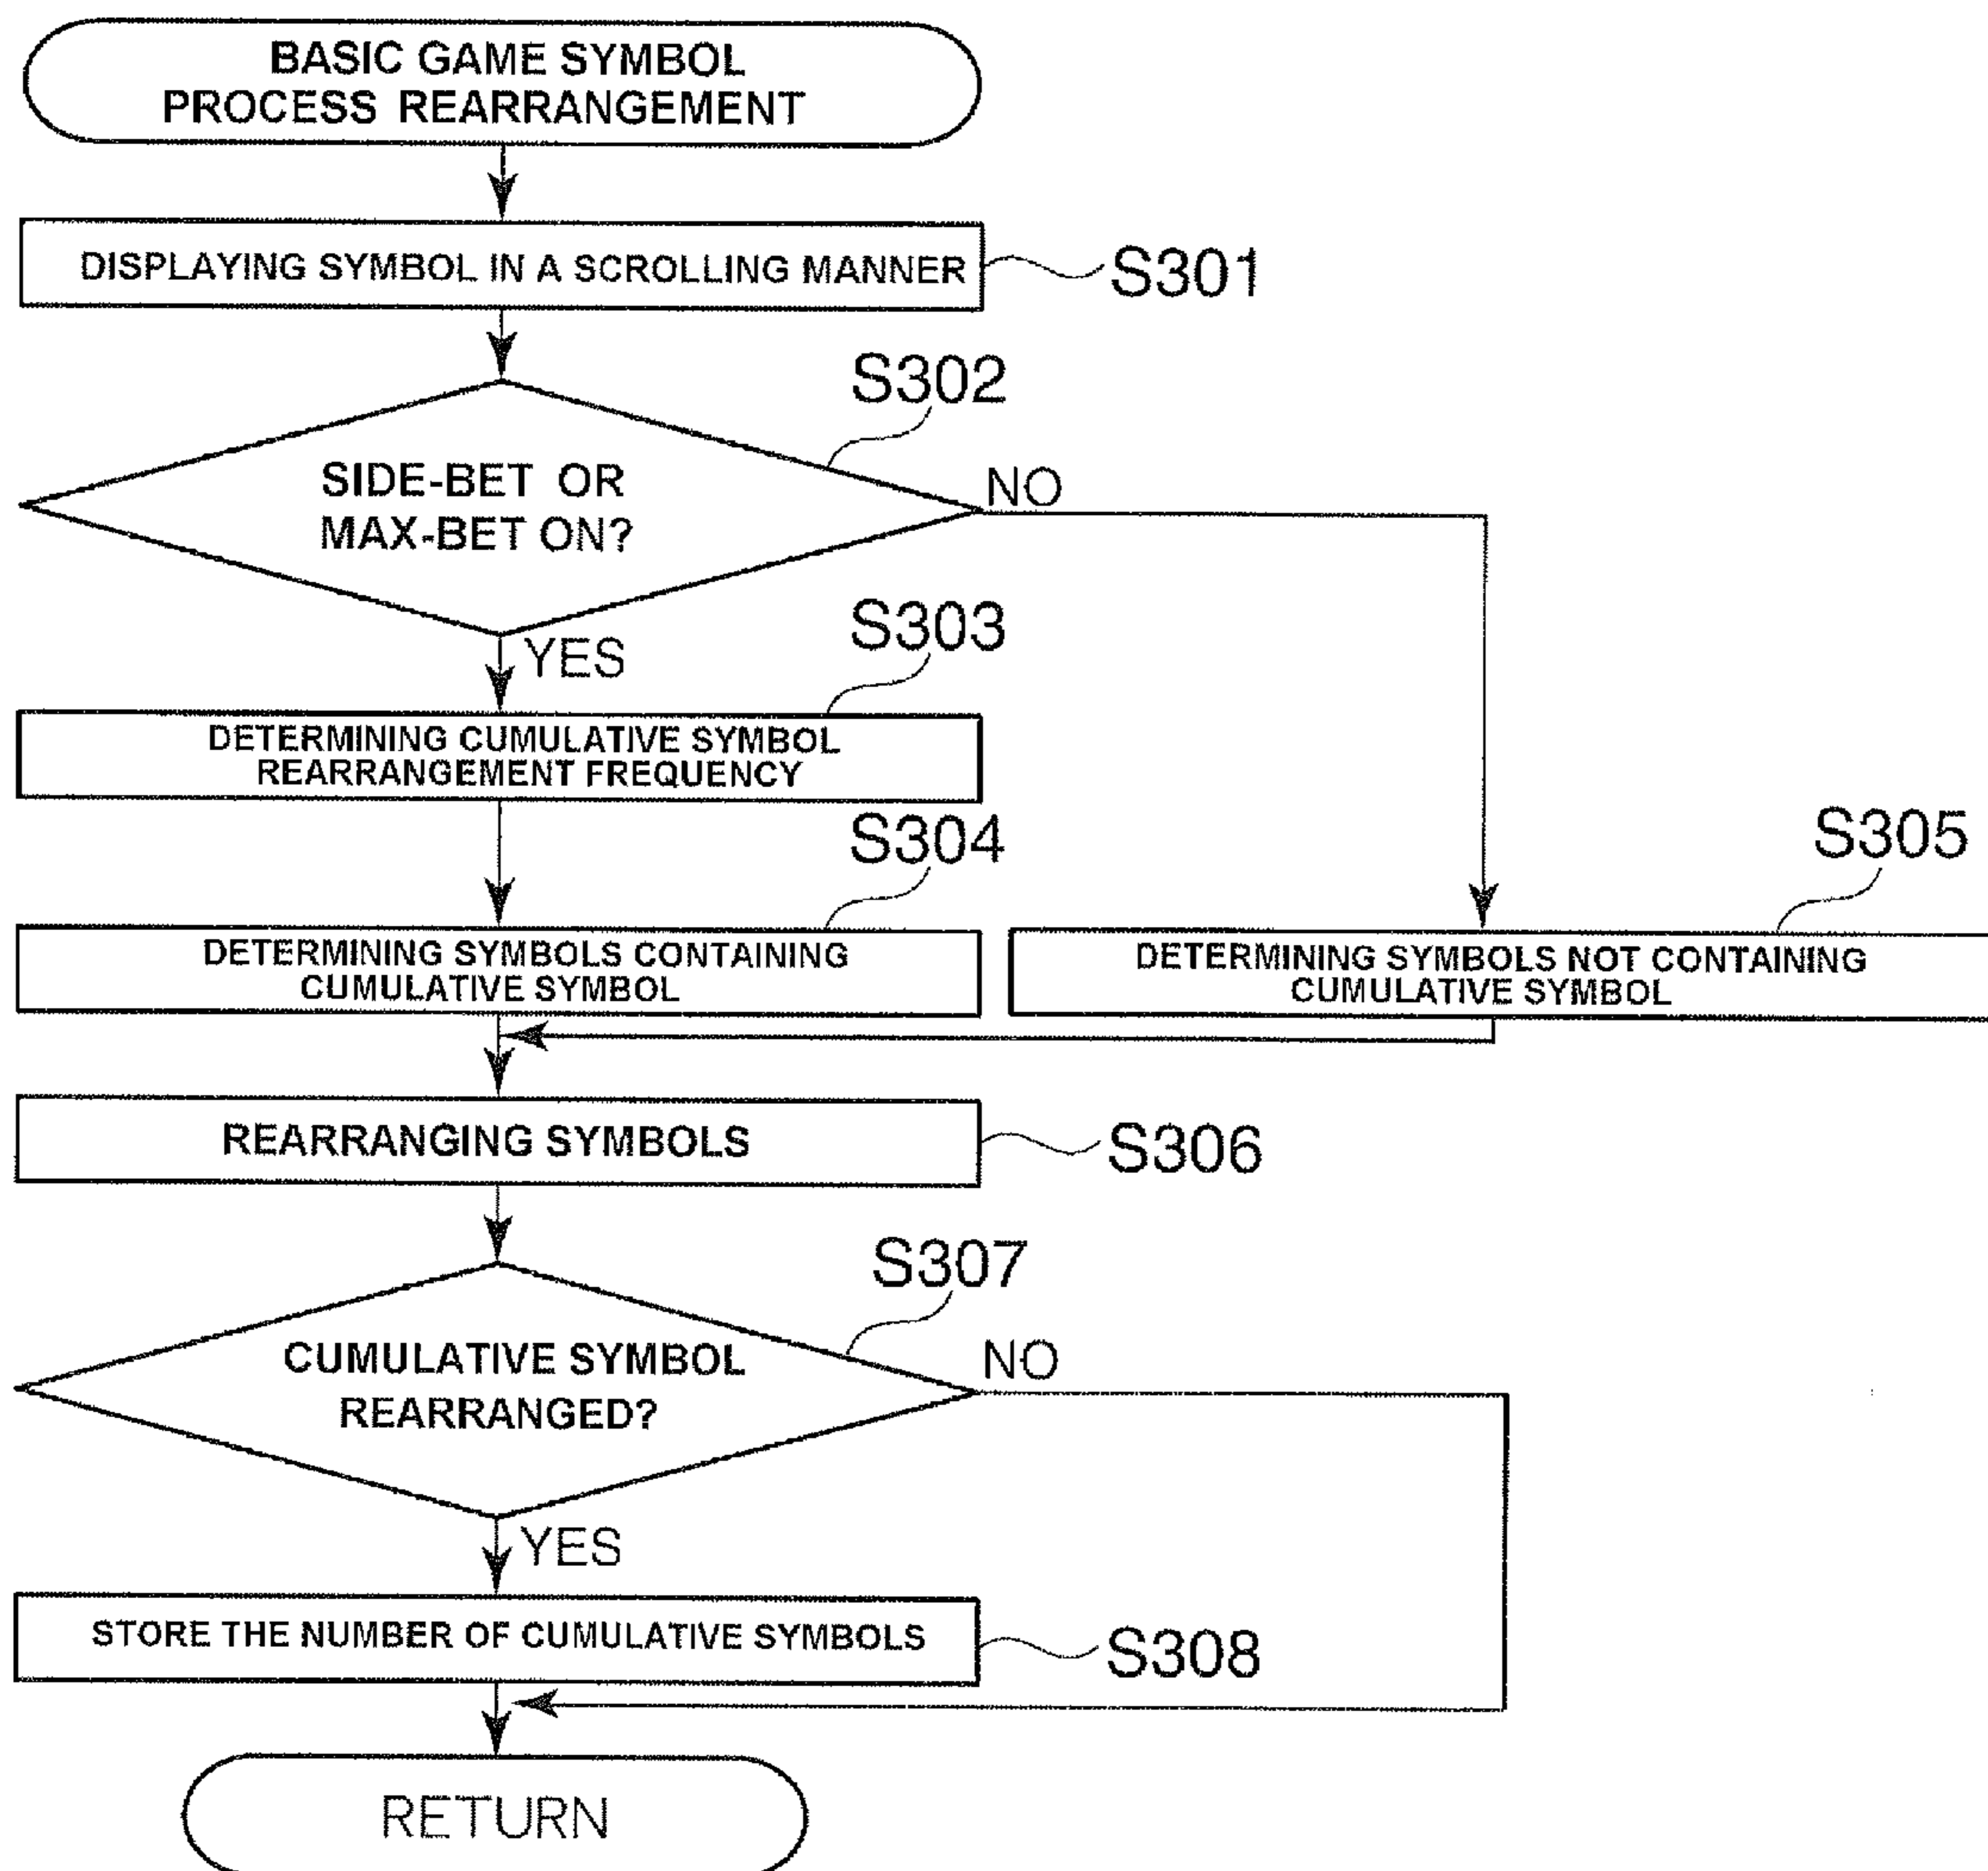 BASIC GAME SYMBOL
PROCESS REARRANGEMENT
DISPLAYING SYMBOL IN A SCROLLING MANNER
S301
S302
SIDE-BET OR
MAX-BET ON?
NO
YES
S303
DETERMINING CUMULATIVE SYMBOL
REARRANGEMENT FREQUENCY
S304
S305
DETERMINING SYMBOLS CONTAINING
CUMULATIVE SYMBOL
DETERMINING SYMBOLS NOT CONTAINING
CUMULATIVE SYMBOL
REARRANGING SYMBOLS
S306
S307
CUMULATIVE SYMBOL
REARRANGED?
NO
YES
STORE THE NUMBER OF CUMULATIVE SYMBOLS
S308
RETURN